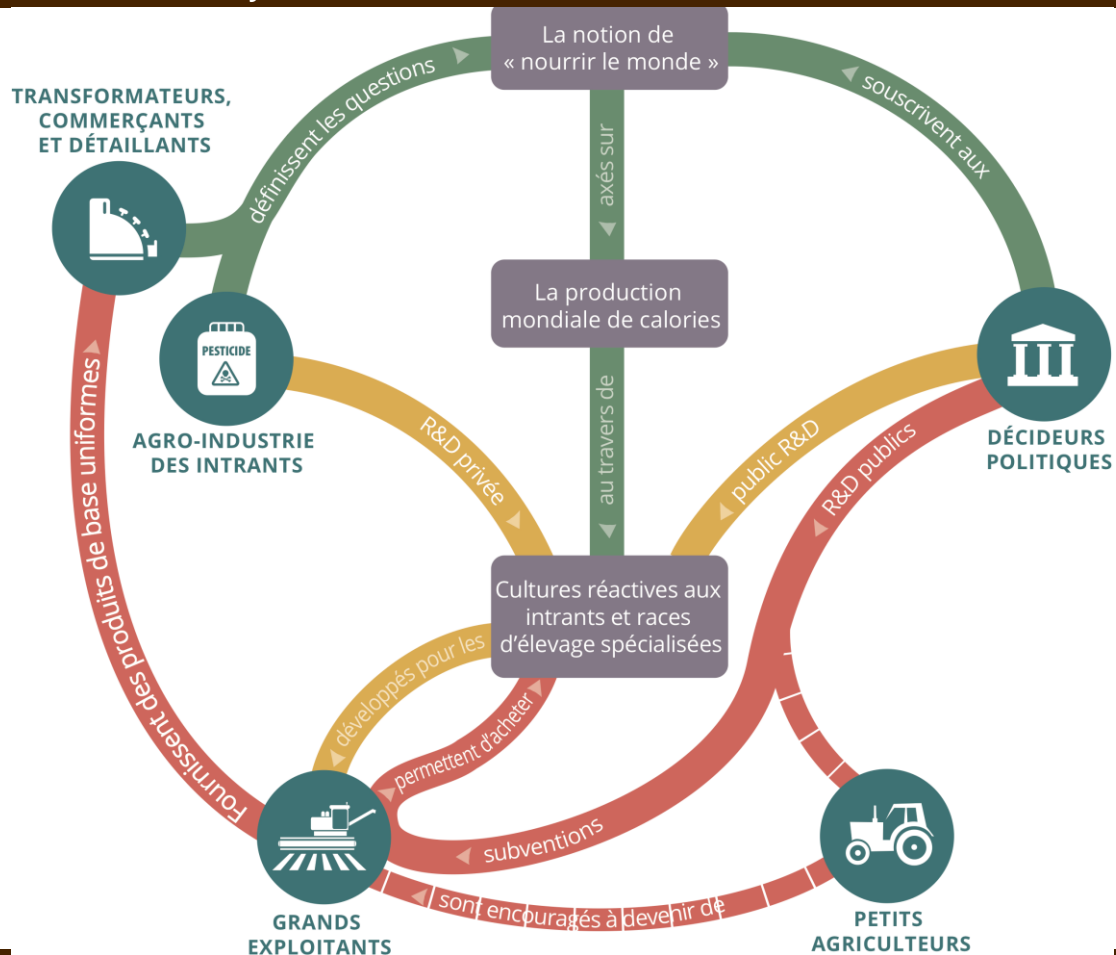 La notion de
« nourrir le monde »
définissent les questions
souscrivent aux
TRANSFORMATEURS,
COMMERÇANTS
ET DÉTAILLANTS
axés sur
La production
mondiale de calories
PESTICIDE
AGRO-INDUSTRIE
DES INTRANTS
DÉCIDEURS
POLITIQUES
R&D privée
au travers de
public R&D
R&D publics
Fournissent des produits de base uniformes
Cultures réactives aux
intrants et races
d'élevage spécialisées
développés pour les
permettent d'acheter
subventions
sont encouragés à devenir de
GRANDS
EXPLOITANTS
PETITS
AGRICULTEURS